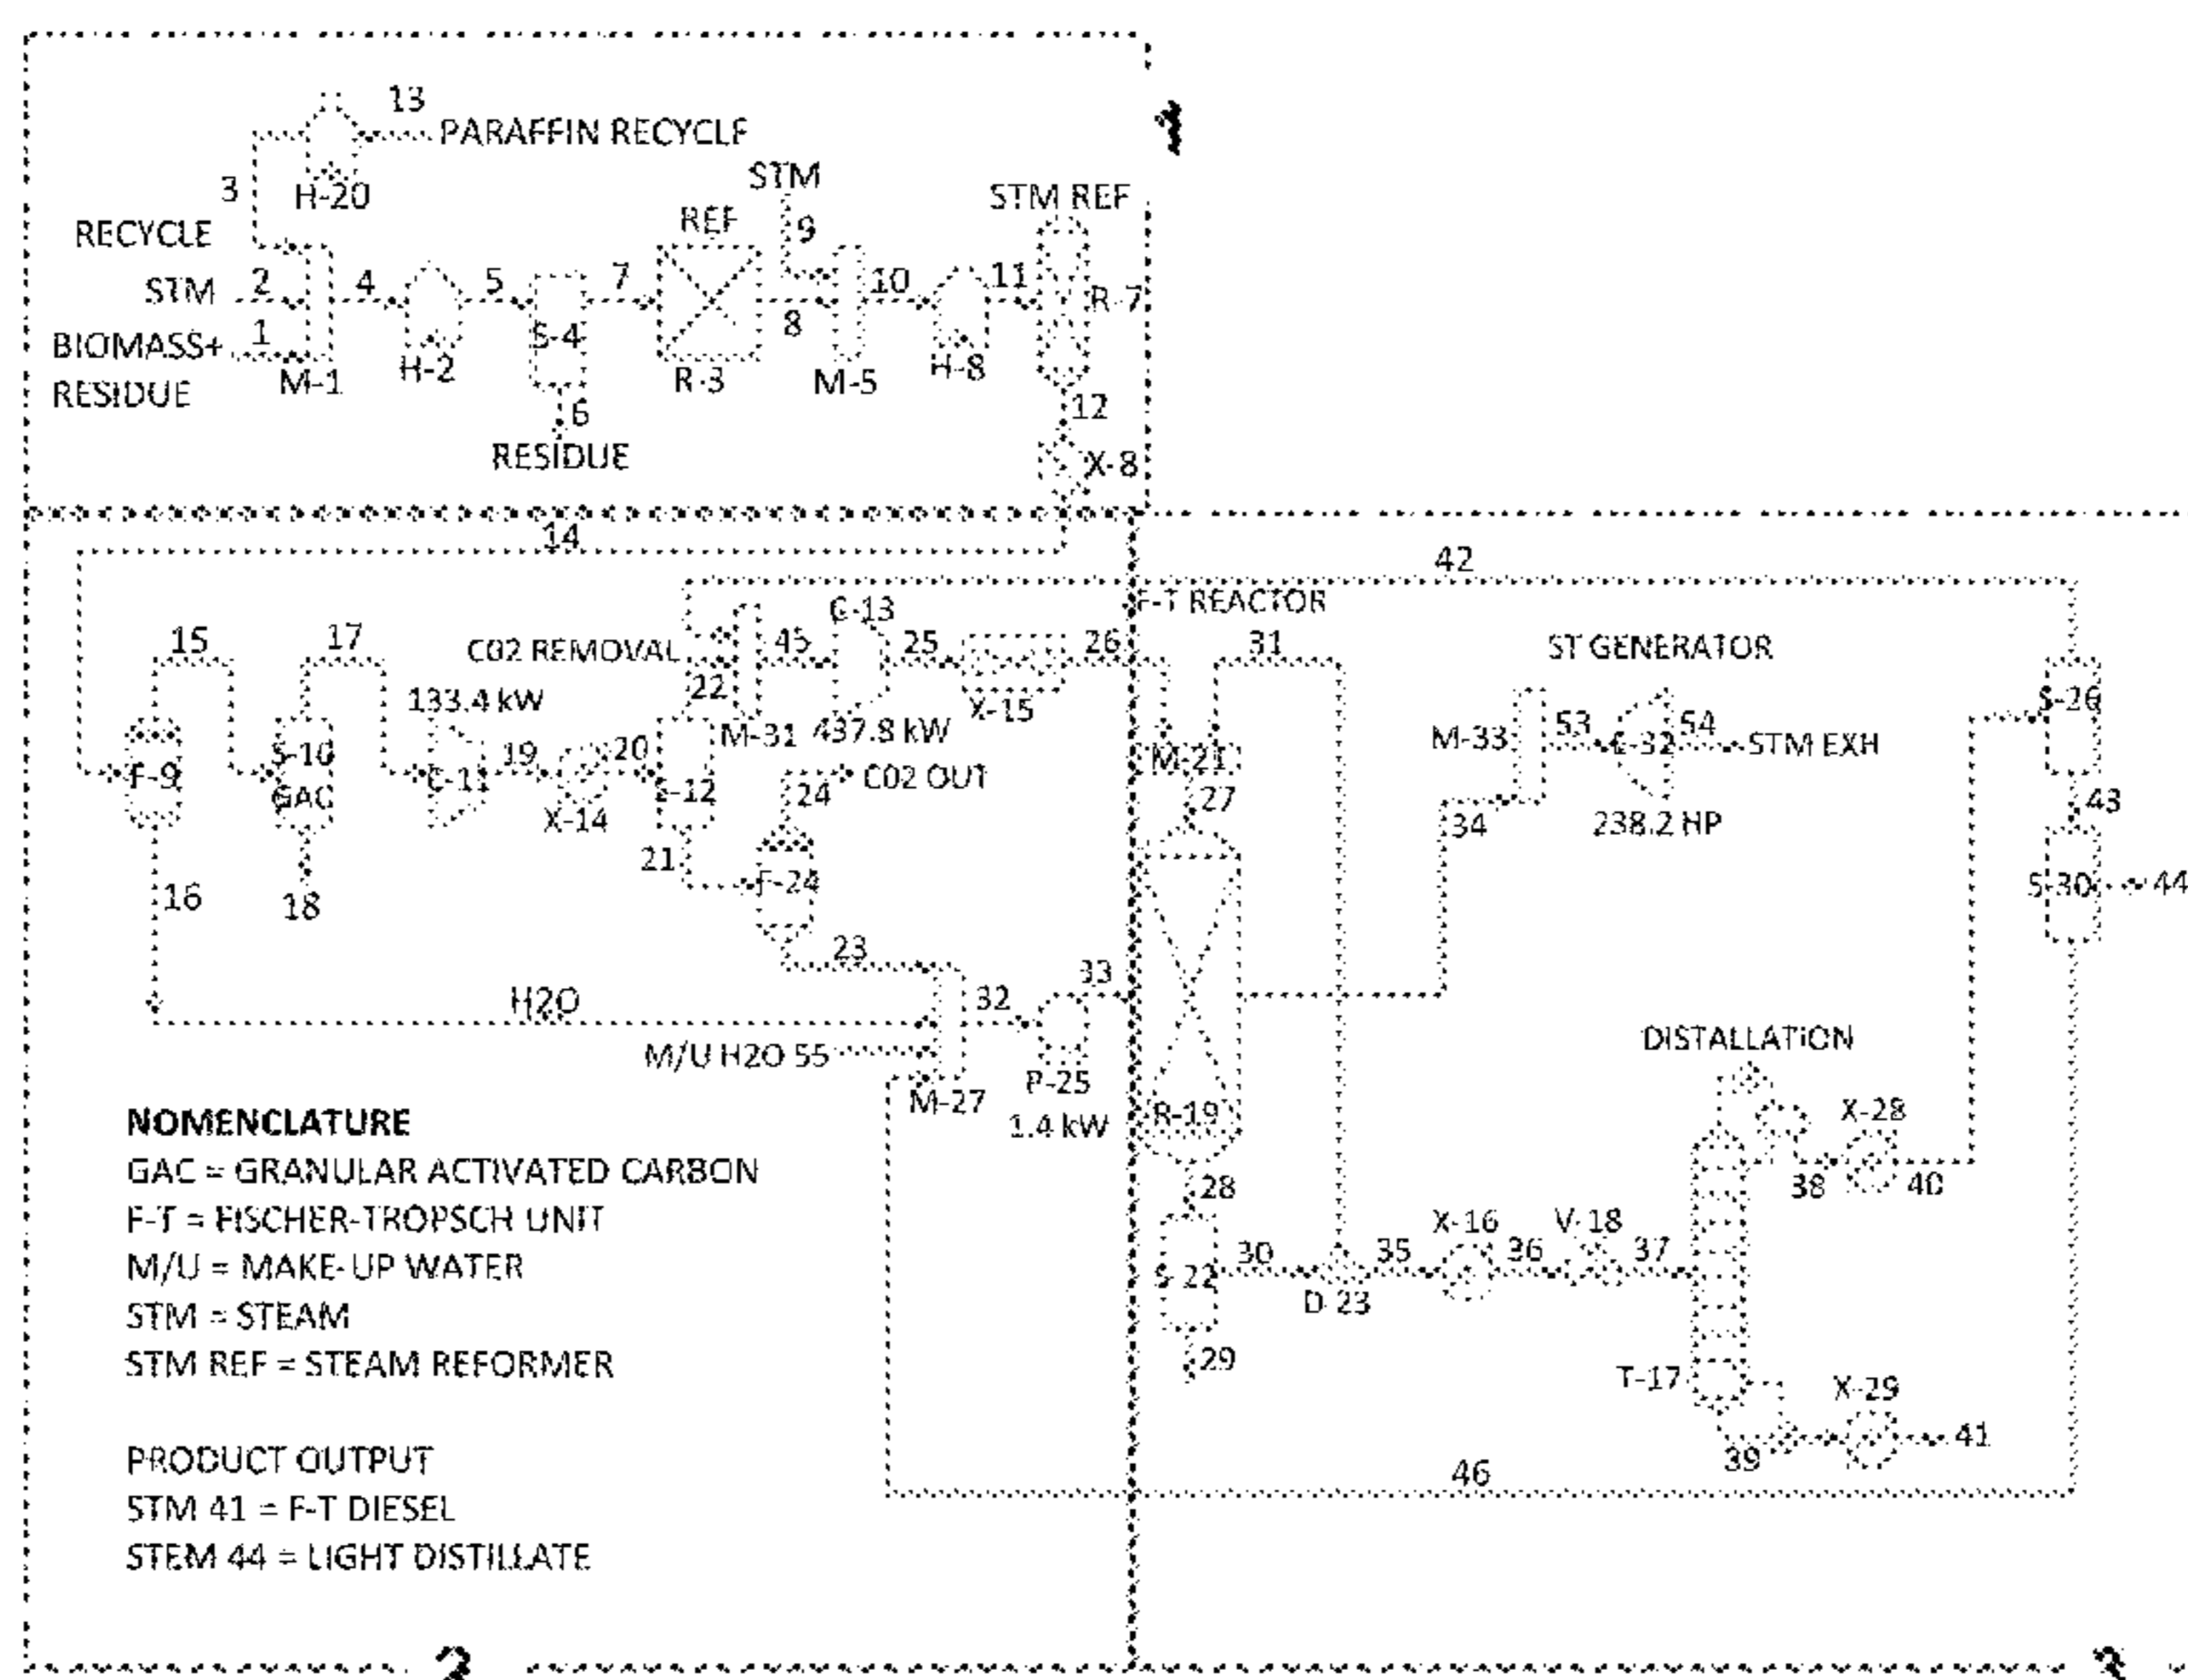 1
13
PARAFFIN RECYCLE
3
H-20
STM
STM REF
RECYCLE
REF
9
STM
2
4
5
7
10
11
R-7
BIOMASS+
1
S-4
8
RESIDUE
M-1
H-2
R-3
M-5
H-8
6
12
RESIDUE
X-8
14
42
F-T REACTOR
C-13
15
17
CO2 REMOVAL
45
25
26
31
ST GENERATOR
133.4 kW
22
X-15
S-26
M-31
437.8 kW
M-33
53
C-32
54
STM EXH
F-9
S-10
GAC
C-11
19
20
S-12
CO2 OUT
M-21
24
27
43
X-14
34
238.2 HP
21
F-24
S-30
44
16
18
23
33
H2O
32
DISTALLATION
M/U H2O 55
P-25
M-27
1.4 kW
R-19
X-28
NOMENCLATURE
GAC = GRANULAR ACTIVATED CARBON
28
38
40
F-T = FISCHER-TROPSCH UNIT
X-16
V-18
M/U = MAKE-UP WATER
S-22
30
35
36
37
D-23
STM = STEAM
STM REF = STEAM REFORMER
29
T-17
X-29
39
41
PRODUCT OUTPUT
46
STM 41 = F-T DIESEL
STEM 44 = LIGHT DISTILLATE
2
3